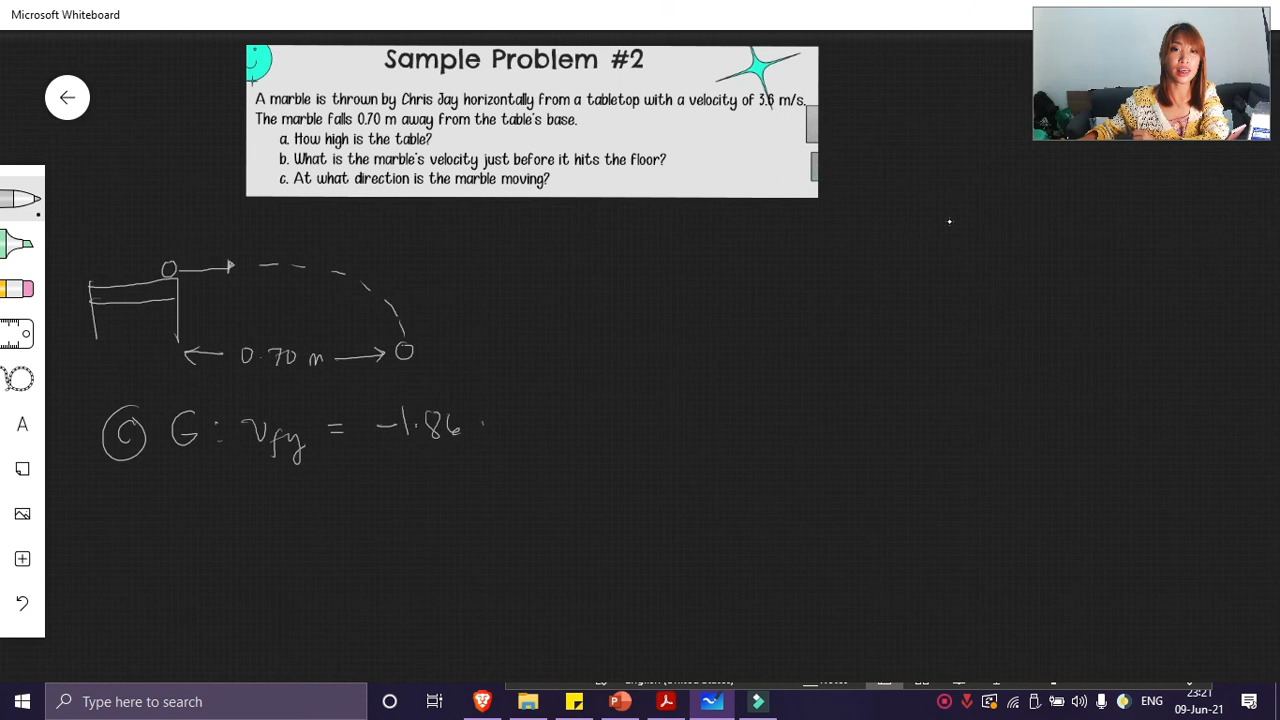 Microsoft Whiteboard
Sample Problem #2
A marble is thrown by Chris Jay horizontally from a tabletop with a velocity of 3.6 m/s.
The marble falls 0.70 m away from the table's base.
a. How high is the table?
b. What is the marble's velocity just before it hits the floor?
c. At what direction is the marble moving?
0.70 m
C G: vfy = -1.86
A
Type here to search
ENG
23:21
09-Jun-21